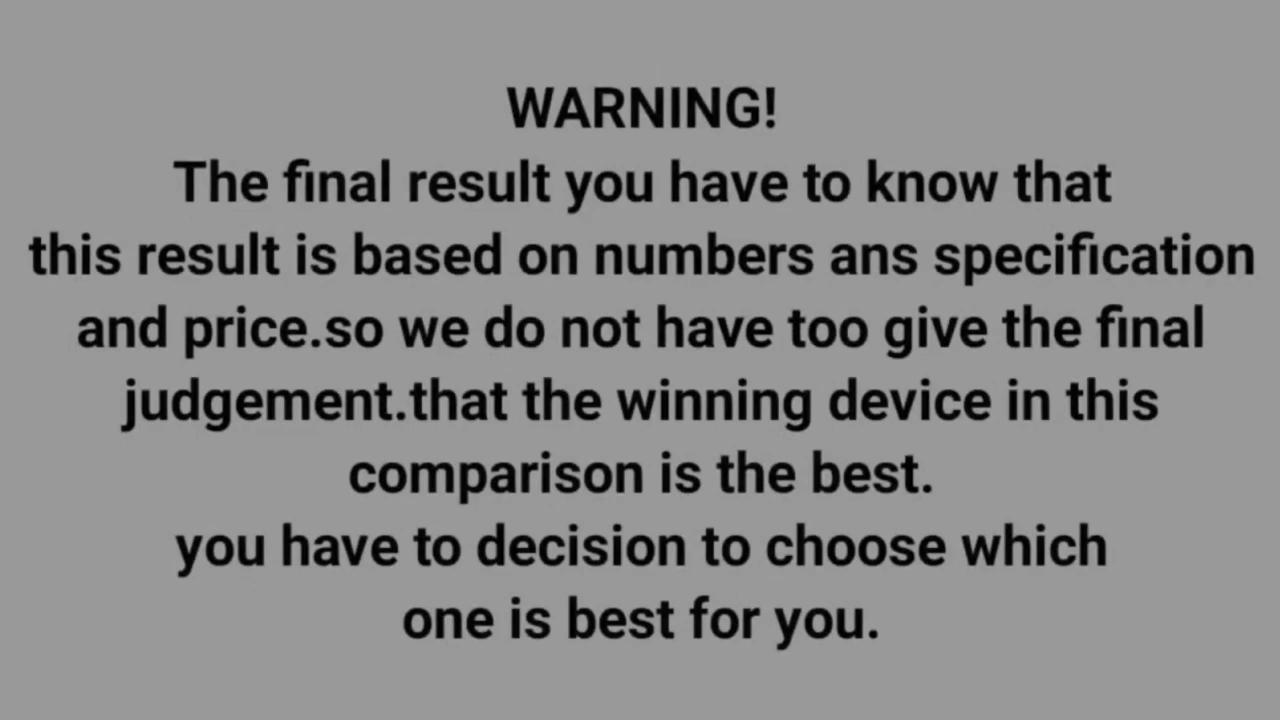 WARNING!
The final result you have to know that
this result is based on numbers ans specification
and price.so we do not have too give the final
judgement.that the winning device in this
comparison is the best.
you have to decision to choose which
one is best for you.